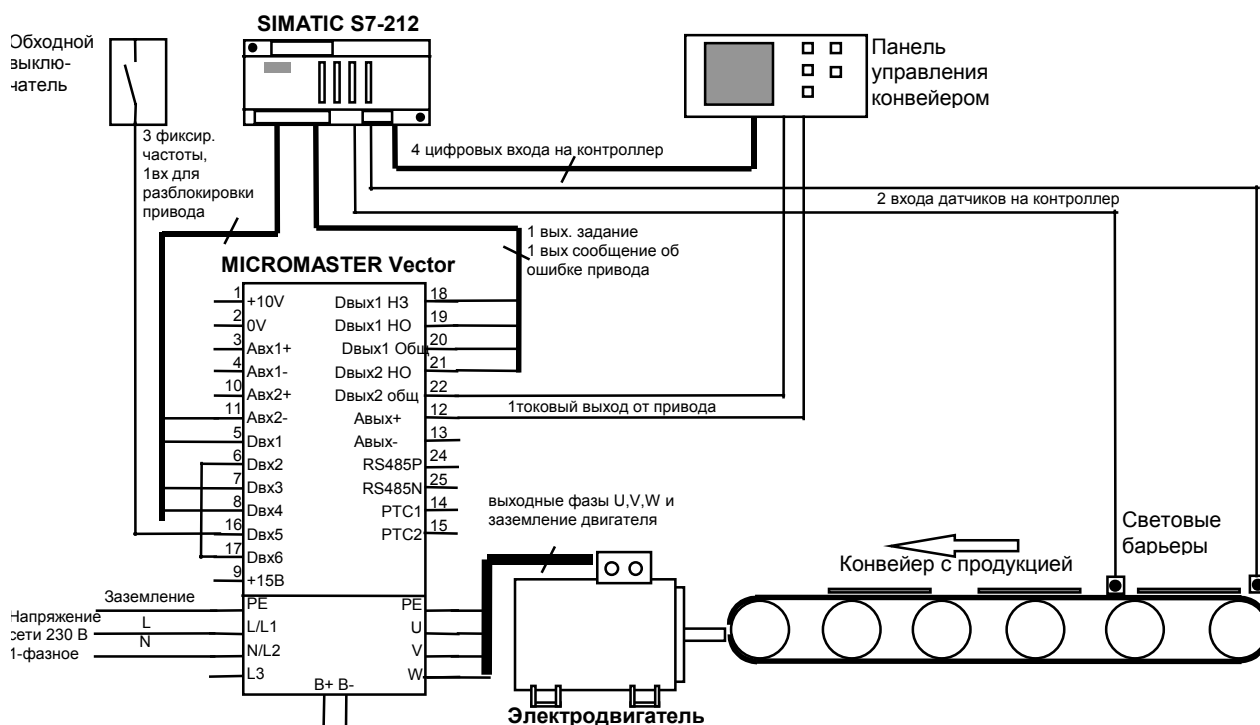 SIMATIC S7-212
Обходной
выклю-
чатель
Панель
управления
конвейером
3 фиксир.
частоты,
1вх для
разблокировки
привода
4 цифровых входа на контроллер
2 входа датчиков на контроллер
1 вых. задание
1 вых сообщение об
ошибке привода
MICROMASTER Vector
1 +10V
2 0V
3 Авх1+
4 Авх1-
10 Авх2+
11 Авх2-
5 Dвх1
6 Dвх2
7 Dвх3
8 Dвх4
16 Dвх5
17 Dвх6
9 +15В
Dвых1 НЗ 18
Dвых1 НО 19
Dвых1 Общ 20
Dвых2 НО 21
Dвых2 общ 22
Авых+ 12
Авых- 13
RS485P 24
RS485N 25
PTC1 14
PTC2 15
1токовый выход от привода
выходные фазы U,V,W и
заземление двигателя
Световые
барьеры
Конвейер с продукцией
Заземление
Напряжение
сети 230 В
1-фазное
L
N
PE
L/L1
N/L2
L3
PE
U
V
W
B+ B-
Электродвигатель